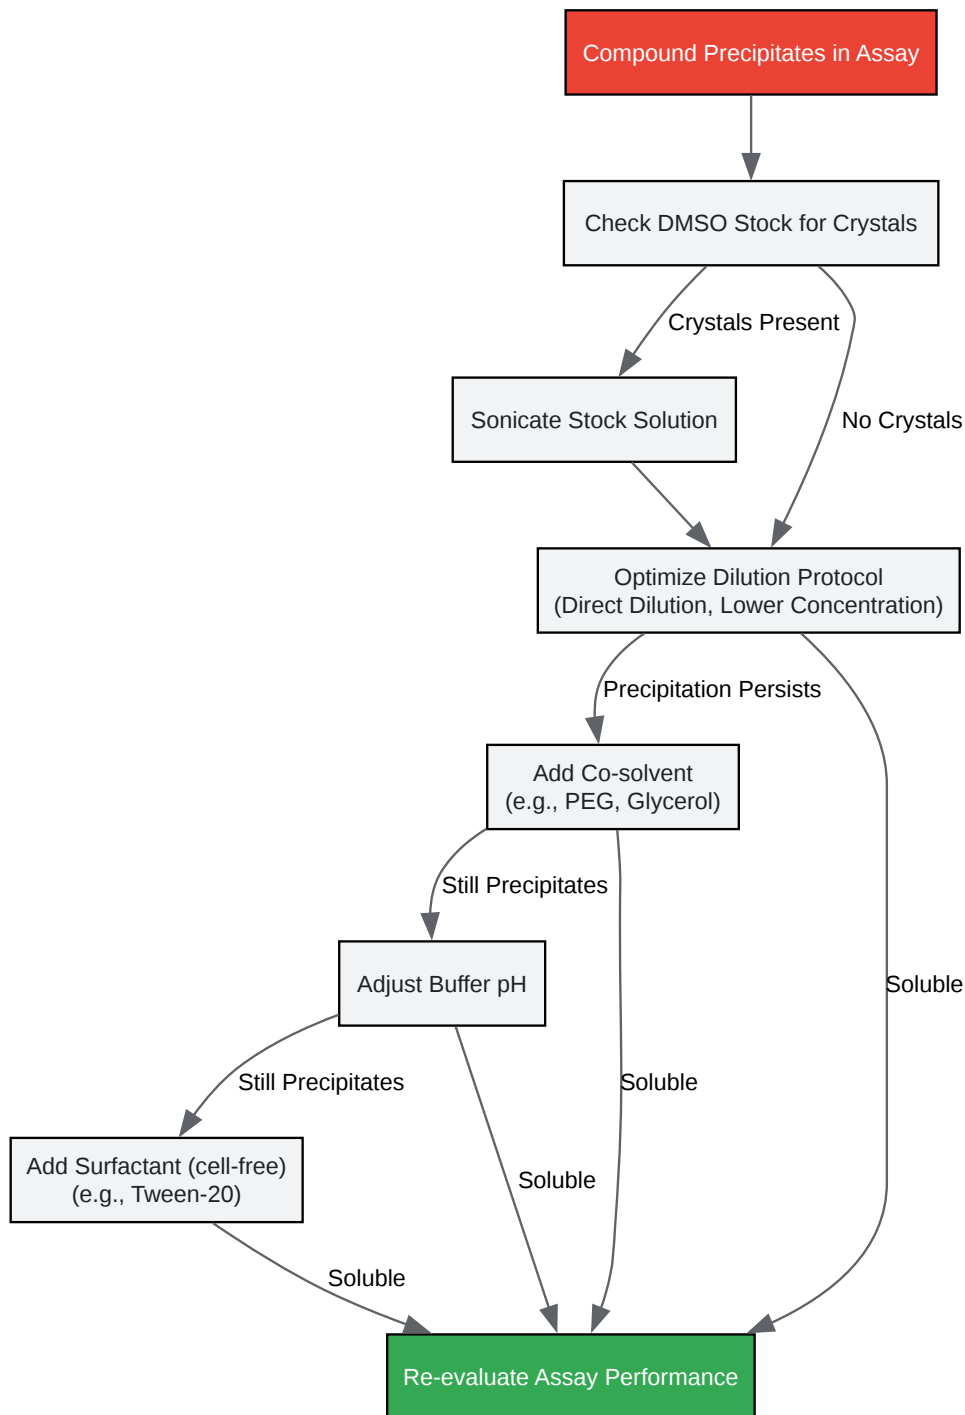 Compound Precipitates in Assay
Check DMSO Stock for Crystals
Crystals Present
Sonicate Stock Solution
No Crystals
Optimize Dilution Protocol
(Direct Dilution, Lower Concentration)
Precipitation Persists
Add Co-solvent
(e.g., PEG, Glycerol)
Still Precipitates
Adjust Buffer pH
Soluble
Still Precipitates
Soluble
Add Surfactant (cell-free)
(e.g., Tween-20)
Soluble
Soluble
Re-evaluate Assay Performance